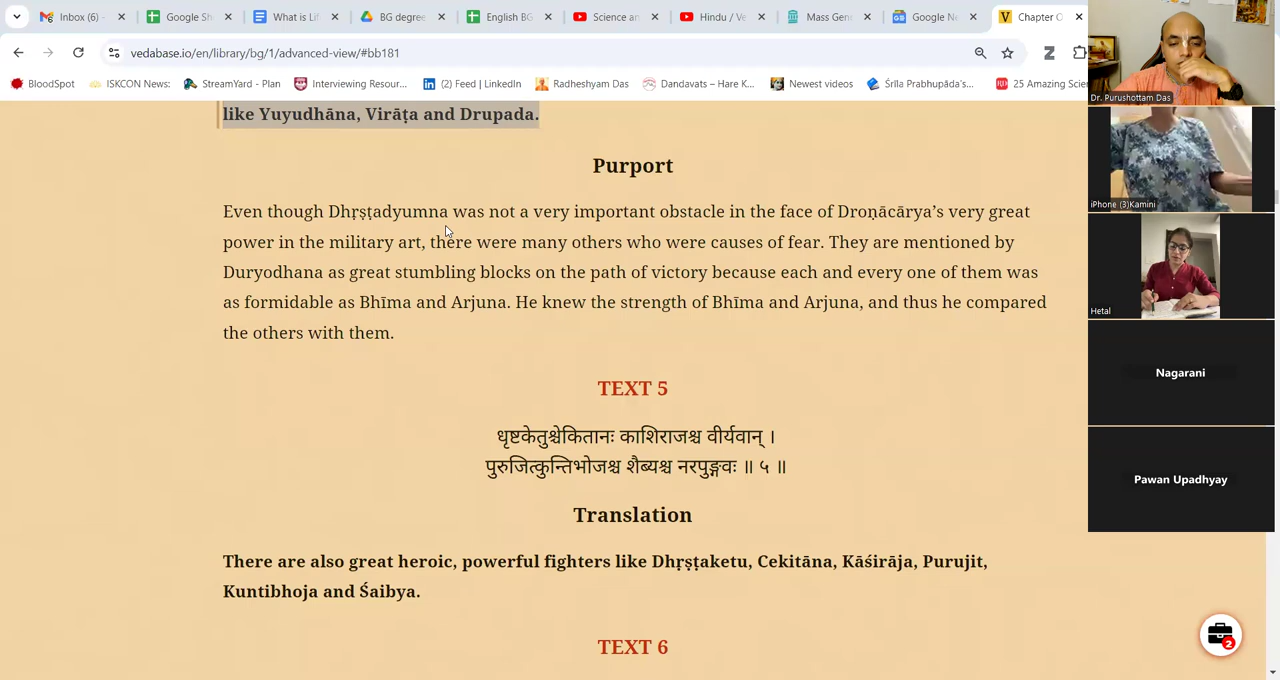 Inbox (6)
Google Sh
What is Lif
BG degree
English BG
Science an
Hindu / Ve
Mass Gen
Google Ne
Chapter O
vedabase.io/en/library/bg/1/advanced-view/#bb181
BloodSpot
ISKCON News:
StreamYard - Plan
Interviewing Resour...
(2) Feed | LinkedIn
Radheshyam Das
Dandavats – Hare K...
Newest videos
Śrīla Prabhupāda's...
25 Amazing Scien
like Yuyudhāna, Virāṭa and Drupada.
Purport
Even though Dhṛṣṭadyumna was not a very important obstacle in the face of Droṇācārya's very great
power in the military art, there were many others who were causes of fear. They are mentioned by
Duryodhana as great stumbling blocks on the path of victory because each and every one of them was
as formidable as Bhīma and Arjuna. He knew the strength of Bhīma and Arjuna, and thus he compared
the others with them.
TEXT 5
धृष्टकेतुश्चेकितानः काशिराजश्च वीर्यवान् ।
पुरुजित्कुन्तिभोजश्च शैब्यश्च नरपुङ्गवः ॥ ५ ॥
Translation
There are also great heroic, powerful fighters like Dhṛṣṭaketu, Cekitāna, Kāśirāja, Purujit,
Kuntibhoja and Śaibya.
TEXT 6
2
Dr. Purushottam Das
iPhone (3)Kamini
Hetal
Nagarani
Pawan Upadhyay